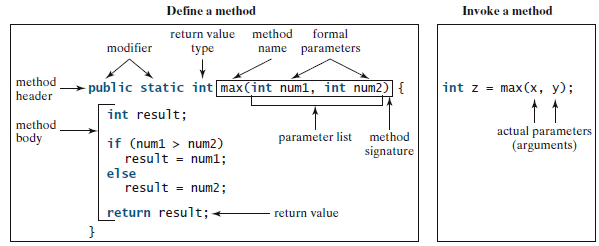 Define a method
Invoke a method
return value method formal
modifier type name parameters
method
header
public static int max(int num1, int num2) {
int z = max(x, y);
int result;
method
body
parameter list method
signature
actual parameters
(arguments)
if (num1 > num2)
result = num1;
else
result = num2;
return result;
return value
}